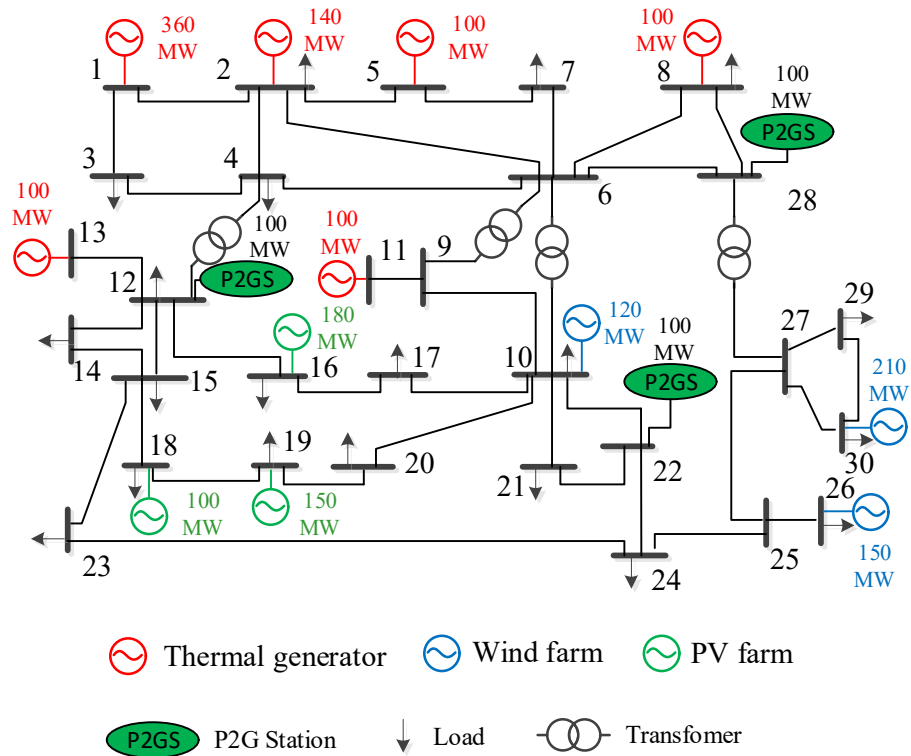 360
MW
140
MW
100
MW
100
MW
1
2
5
7
8
100
MW
P2GS
3
4
6
28
100
MW
13
100
MW
P2GS
12
100
MW
11
9
180
MW
120
MW
100
MW
P2GS
29
27
210
MW
14
15
16
17
10
30
18
19
20
21
22
26
100
MW
150
MW
23
24
25
150
MW
Thermal generator
Wind farm
PV farm
P2GS
P2G Station
Load
Transfomer